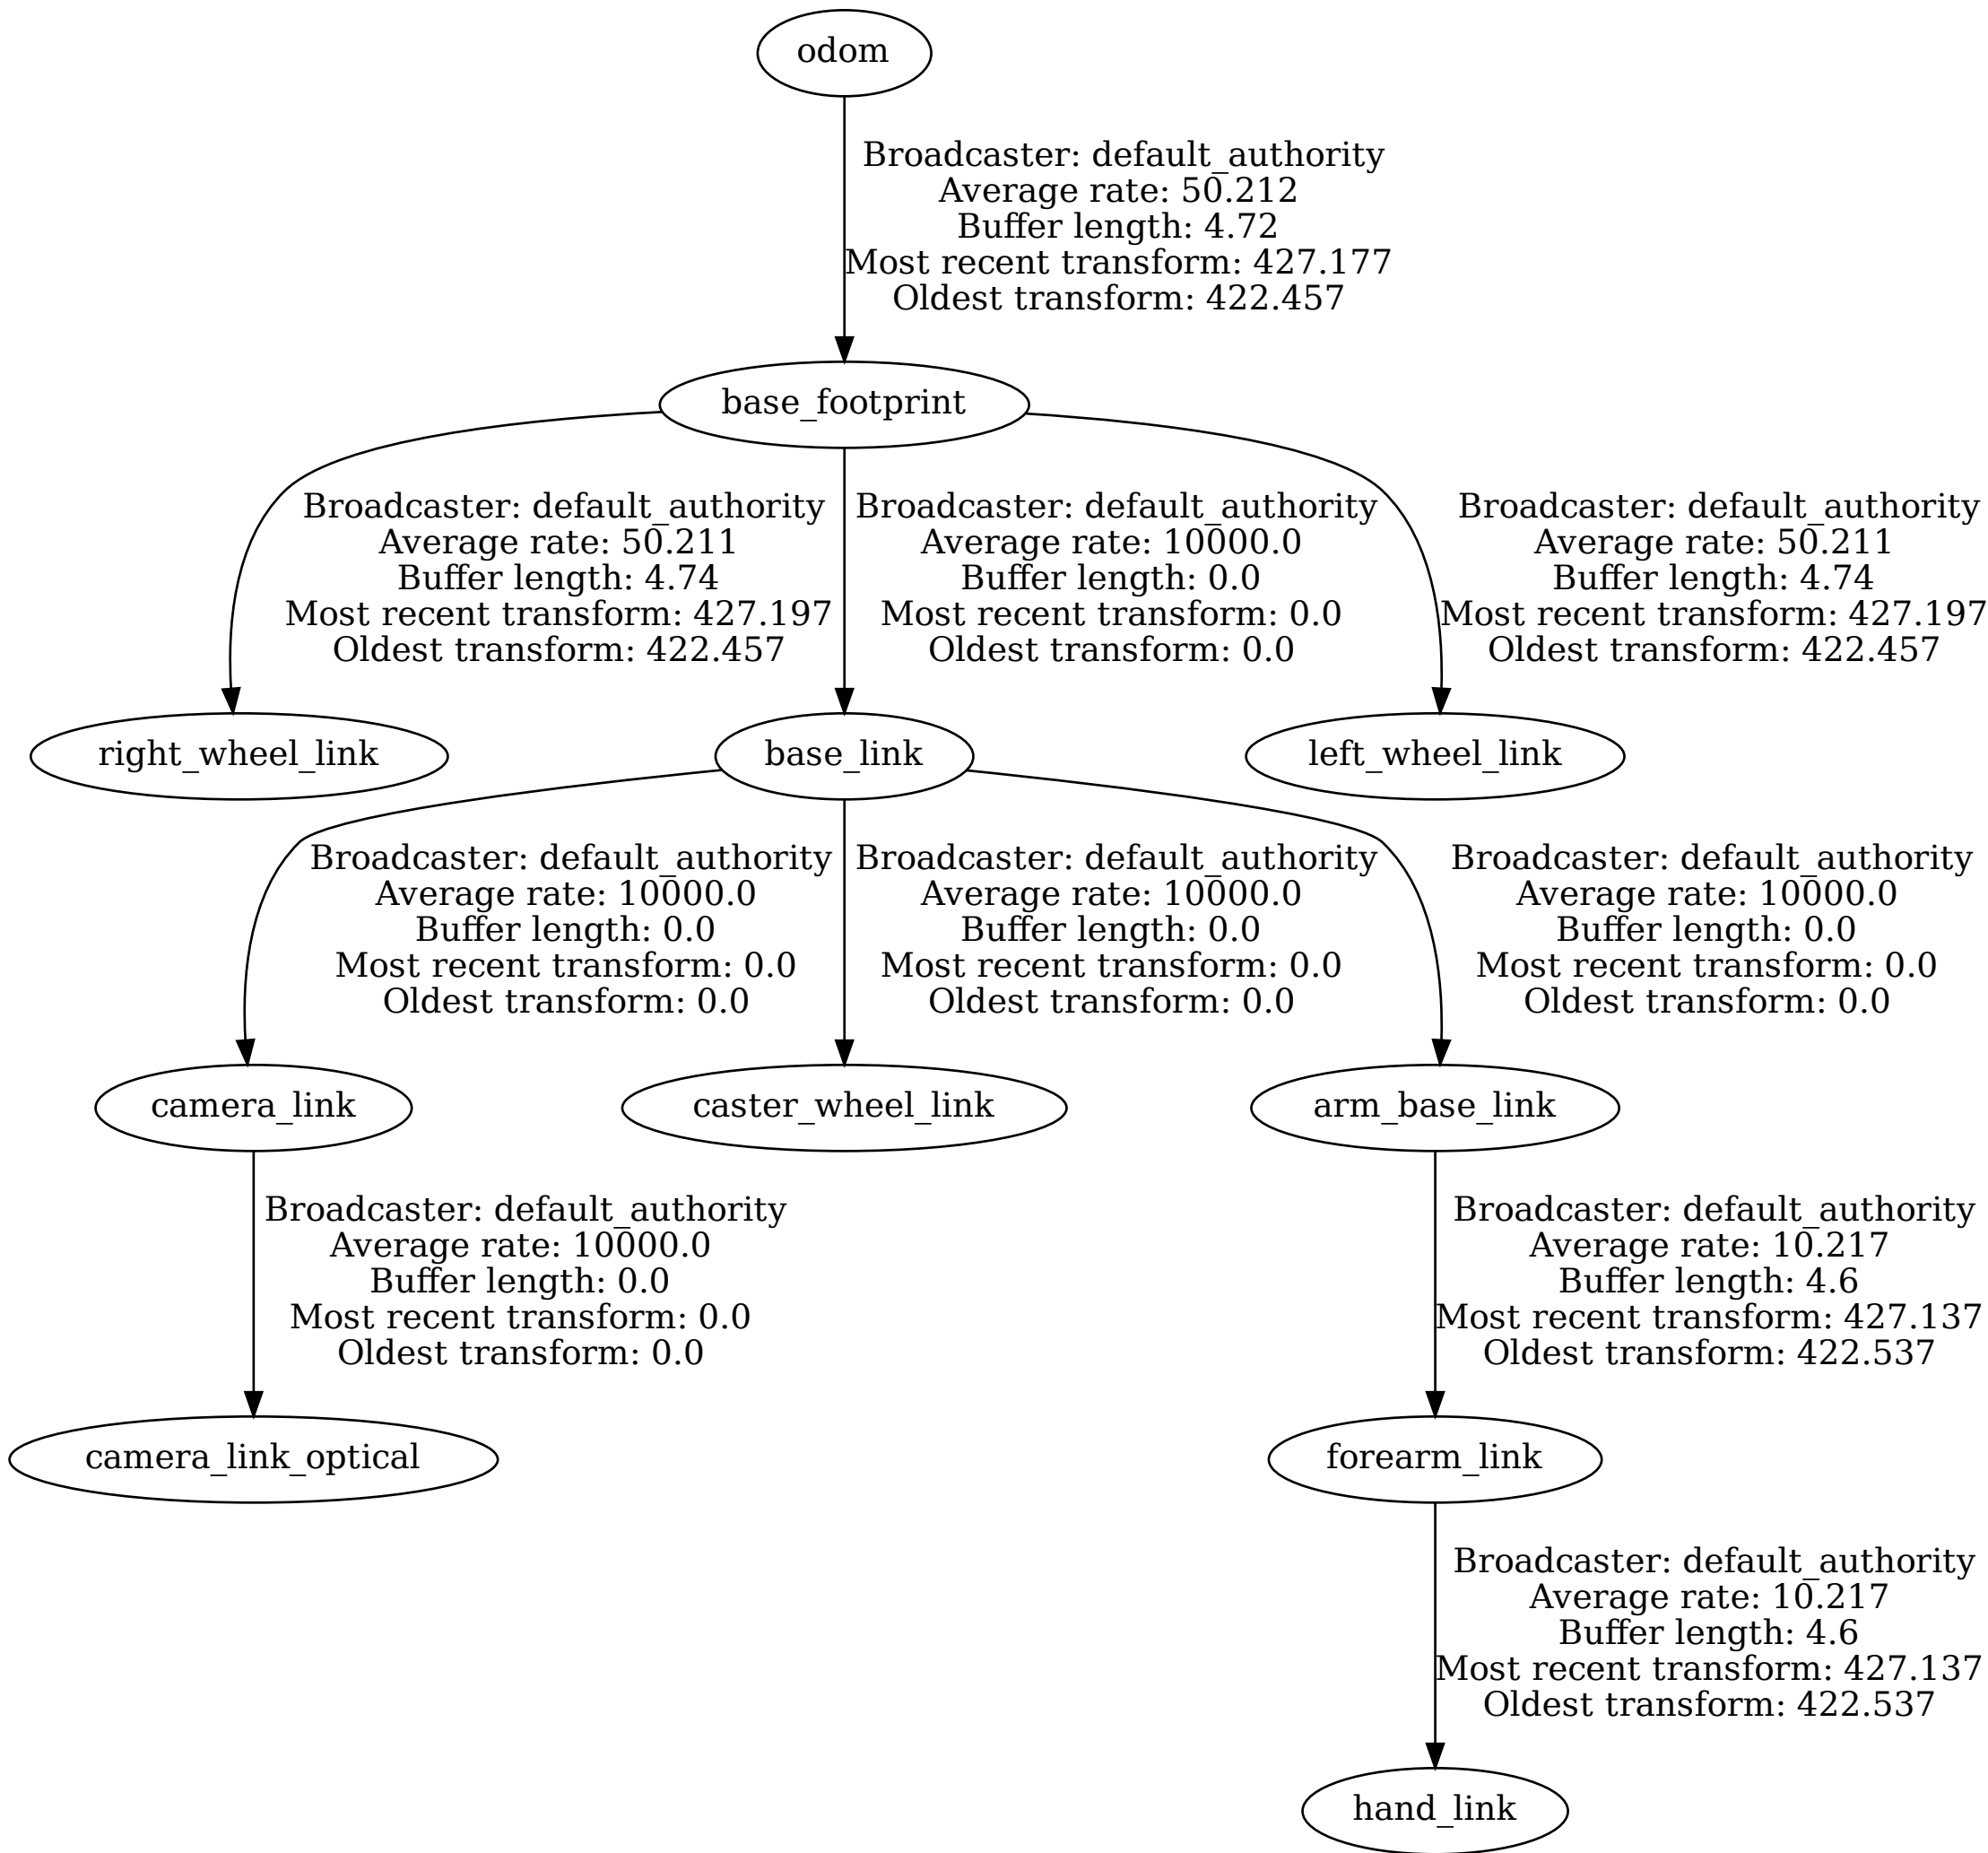 odom
Broadcaster: default_authority
Average rate: 50.212
Buffer length: 4.72
Most recent transform: 427.177
Oldest transform: 422.457
base_footprint
Broadcaster: default_authority
Average rate: 50.211
Buffer length: 4.74
Most recent transform: 427.197
Oldest transform: 422.457
Broadcaster: default_authority
Average rate: 10000.0
Buffer length: 0.0
Most recent transform: 0.0
Oldest transform: 0.0
Broadcaster: default_authority
Average rate: 50.211
Buffer length: 4.74
Most recent transform: 427.197
Oldest transform: 422.457
right_wheel_link
base_link
left_wheel_link
Broadcaster: default_authority
Average rate: 10000.0
Buffer length: 0.0
Most recent transform: 0.0
Oldest transform: 0.0
Broadcaster: default_authority
Average rate: 10000.0
Buffer length: 0.0
Most recent transform: 0.0
Oldest transform: 0.0
Broadcaster: default_authority
Average rate: 10000.0
Buffer length: 0.0
Most recent transform: 0.0
Oldest transform: 0.0
camera_link
caster_wheel_link
arm_base_link
Broadcaster: default_authority
Average rate: 10000.0
Buffer length: 0.0
Most recent transform: 0.0
Oldest transform: 0.0
Broadcaster: default_authority
Average rate: 10.217
Buffer length: 4.6
Most recent transform: 427.137
Oldest transform: 422.537
camera_link_optical
forearm_link
Broadcaster: default_authority
Average rate: 10.217
Buffer length: 4.6
Most recent transform: 427.137
Oldest transform: 422.537
hand_link